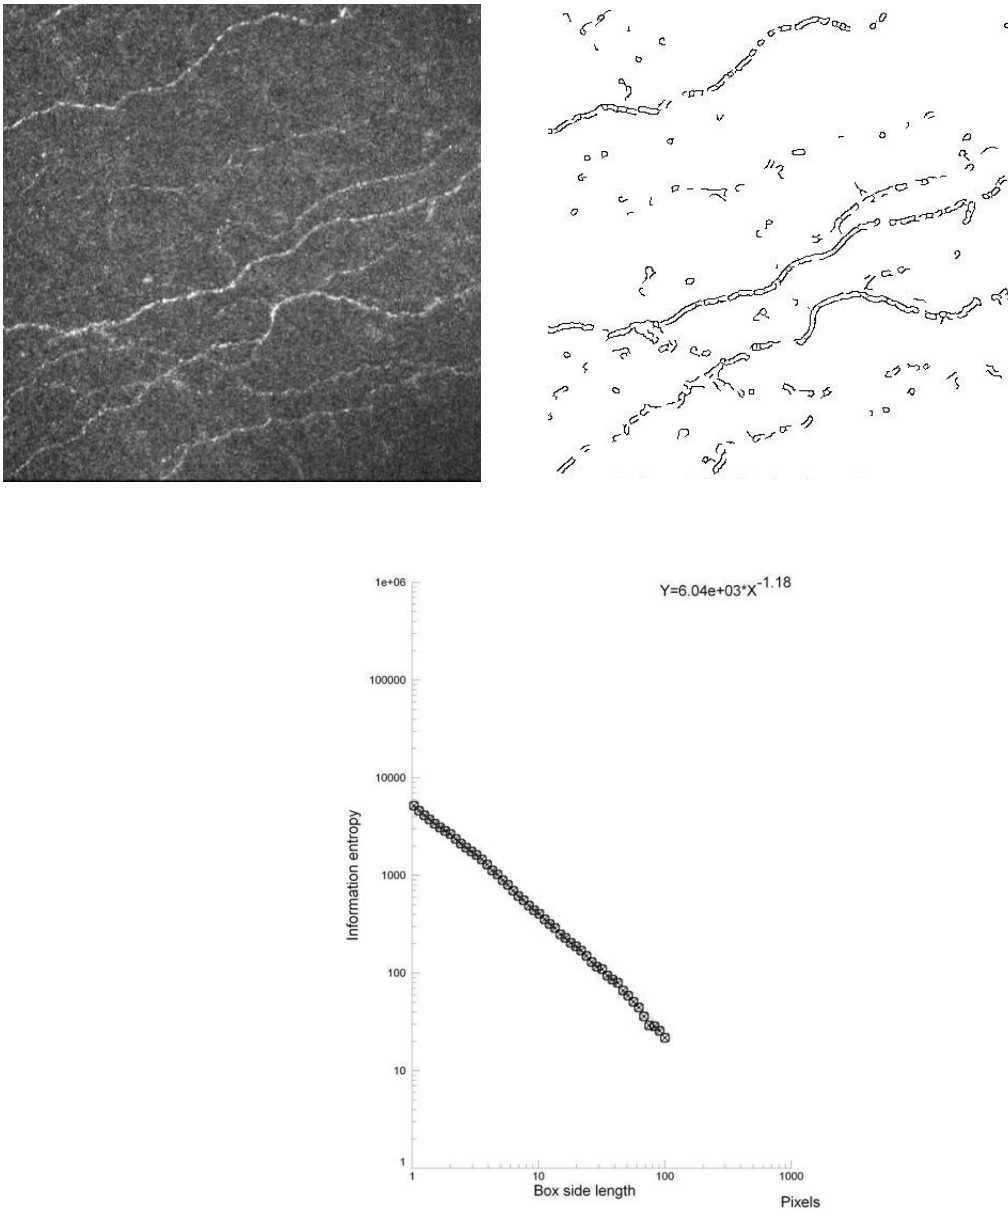 Y=6.04e+03*X-1.18
1e+06
100000
10000
1000
100
10
1
Information entropy
1
10
100
1000
Box side length
Pixels